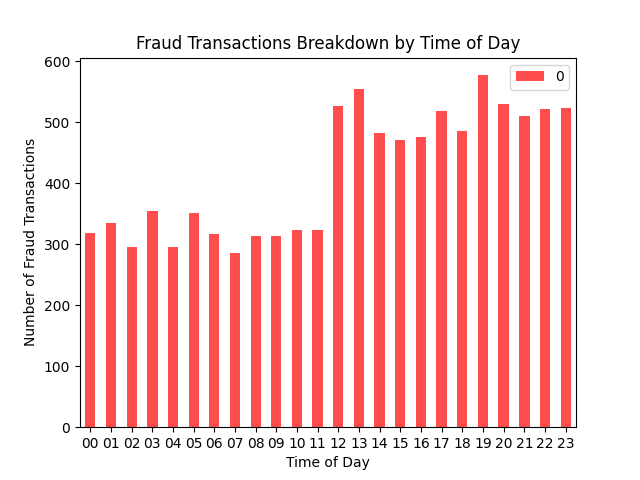 Fraud Transactions Breakdown by Time of Day
0
600
500
400
300
200
100
0
Number of Fraud Transactions
00 01 02 03 04 05 06 07 08 09 10 11 12 13 14 15 16 17 18 19 20 21 22 23
Time of Day